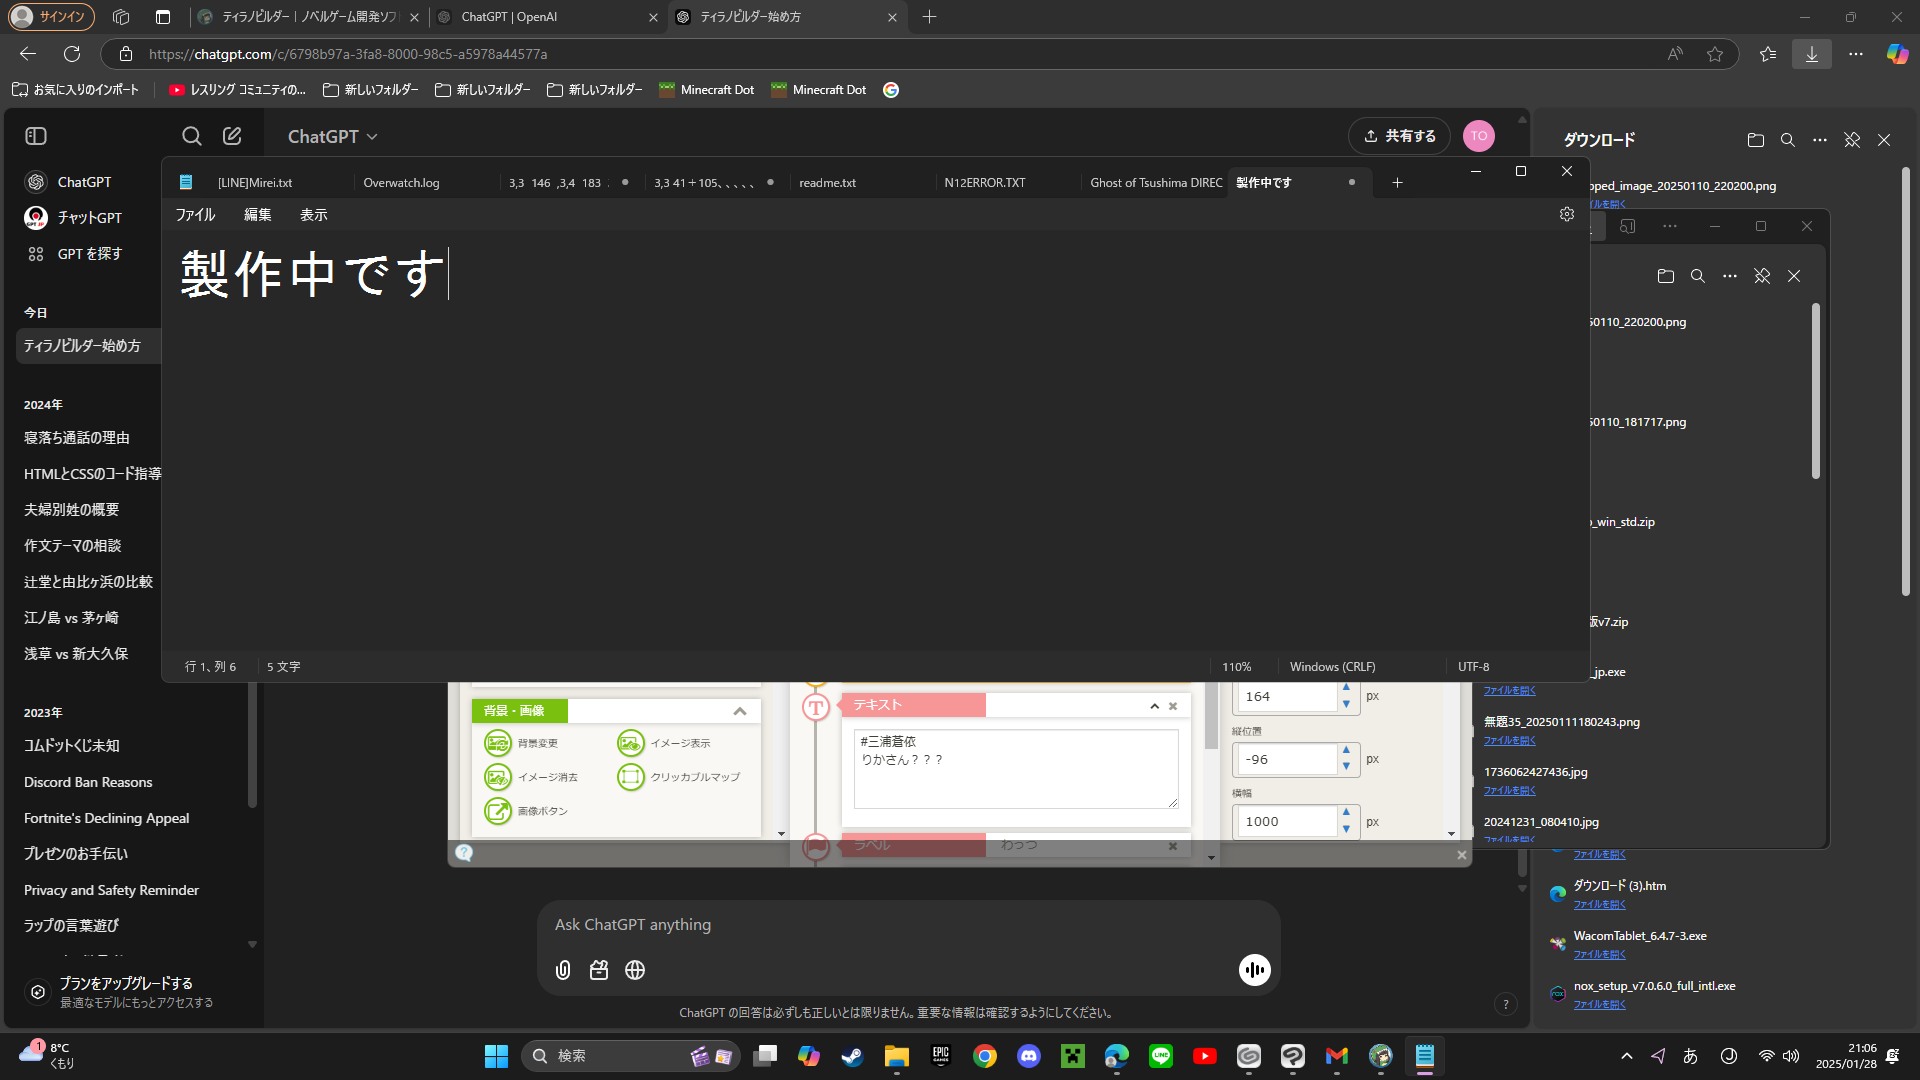 サインイン
ティラノビルダー｜ノベルゲーム開発ソフ
ChatGPT | OpenAI
ティラノビルダー始め方
https://chatgpt.com/c/6798b97a-3fa8-8000-98c5-a5978a44577a
お気に入りのインポート
レスリング コミュニティの...
新しいフォルダー
新しいフォルダー
新しいフォルダー
Minecraft Dot
Minecraft Dot
ChatGPT
共有する
TO
ダウンロード
ChatGPT
チャットGPT
GPT を探す
今日
ティラノビルダー始め方
2024年
寝落ち通話の理由
HTMLとCSSのコード指導
夫婦別姓の概要
作文テーマの相談
辻堂と由比ヶ浜の比較
江ノ島 vs 茅ヶ崎
浅草 vs 新大久保
2023年
コムドットくじ未知
Discord Ban Reasons
Fortnite's Declining Appeal
プレゼンのお手伝い
Privacy and Safety Reminder
ラップの言葉遊び
プランをアップグレードする
最適なモデルにもっとアクセスする
[LINE]Mirei.txt
Overwatch.log
3,3 146 ,3,4 183
3,3 41＋105、、、、、
readme.txt
N12ERROR.TXT
Ghost of Tsushima DIREC
製作中です
ファイル
編集
表示
製作中です
行 1、列 6
5 文字
110%
Windows (CRLF)
UTF-8
pped_image_20250110_220200.png
ファイルを開く
50110_220200.png
50110_181717.png
_win_std.zip
版v7.zip
_jp.exe
ファイルを開く
無題35_20250111180243.png
ファイルを開く
1736062427436.jpg
ファイルを開く
20241231_080410.jpg
ファイルを開く
ファイルを開く
ダウンロード (3).htm
ファイルを開く
WacomTablet_6.4.7-3.exe
ファイルを開く
nox_setup_v7.0.6.0_full_intl.exe
ファイルを開く
背景・画像
背景変更
イメージ表示
イメージ消去
クリッカブルマップ
画像ボタン
テキスト
#三浦蒼依
りかさん？？？
ラベル
わっつ
164
px
縦位置
-96
px
横幅
1000
px
Ask ChatGPT anything
ChatGPT の回答は必ずしも正しいとは限りません。重要な情報は確認するようにしてください。
?
1
8°C
くもり
検索
EPIC
GAMES
LINE
あ
21:06
2025/01/28